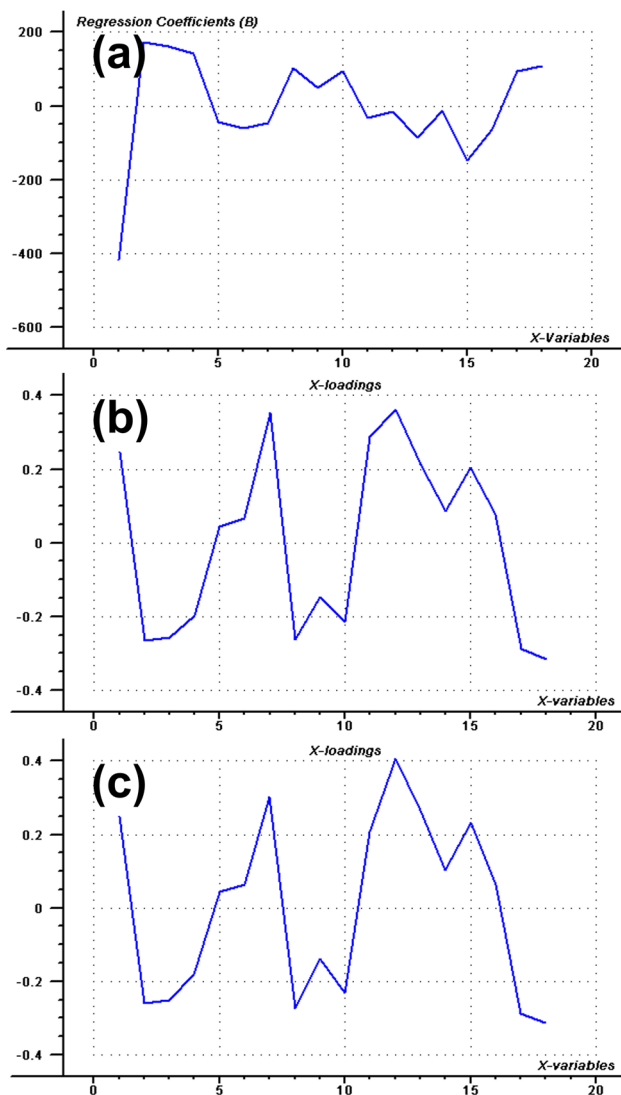 Regression Coefficients (B)
(a)
200
0
-200
-400
-600
X-Variables
0 5 10 15 20
X-loadings
(b)
0.4
0.2
0
-0.2
-0.4
X-variables
0 5 10 15 20
X-loadings
(c)
0.4
0.2
0
-0.2
-0.4
X-variables
0 5 10 15 20